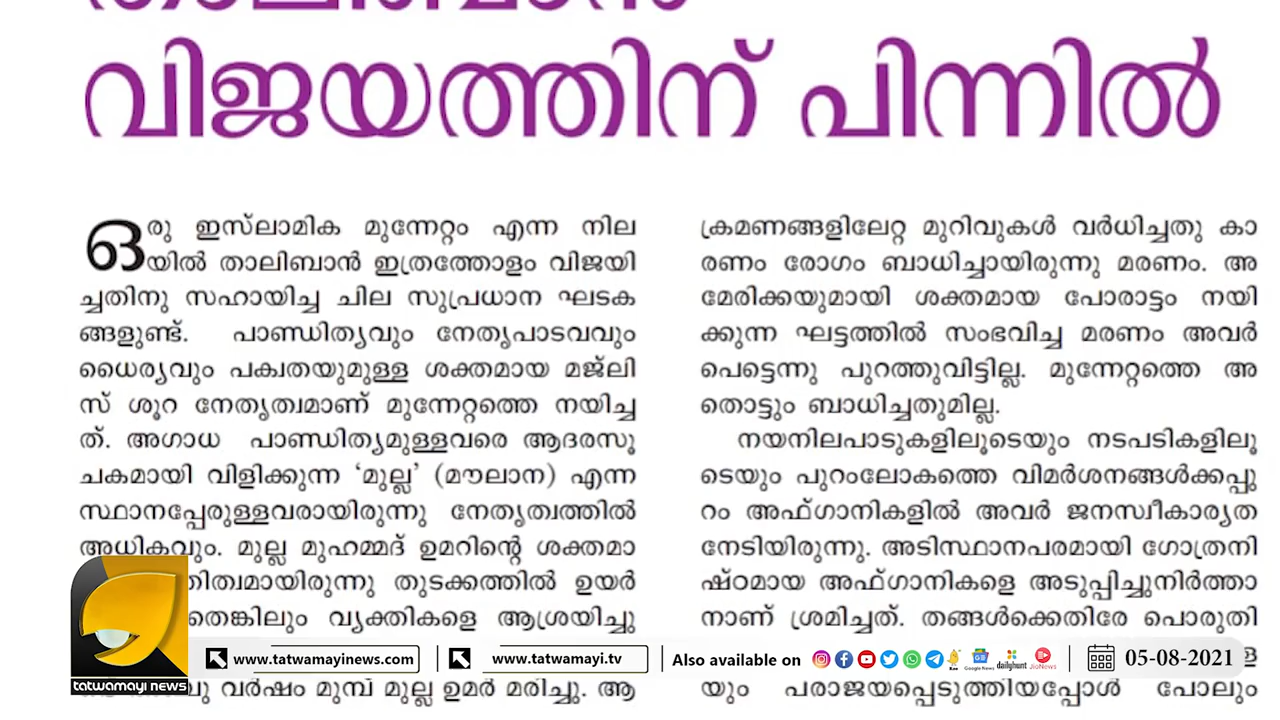 വിജയത്തിന് പിന്നിൽ
ഒരു ഇസ്‌ലാമിക മുന്നേറ്റം എന്ന നില
യിൽ താലിബാൻ ഇത്രത്തോളം വിജയി
ച്ചതിനു സഹായിച്ച ചില സുപ്രധാന ഘടക
ങ്ങളുണ്ട്. പാണ്ഡിത്യവും നേതൃപാടവവും
ധൈര്യവും പക്വതയുമുള്ള ശക്തമായ മജ്‌ലി
സ് ശൂറ നേതൃത്വമാണ് മുന്നേറ്റത്തെ നയിച്ച
ത്. അഗാധ പാണ്ഡിത്യമുള്ളവരെ ആദരസൂ
ചകമായി വിളിക്കുന്ന ‘മുല്ല’ (മൗലാന) എന്ന
സ്ഥാനപ്പേരുള്ളവരായിരുന്നു നേതൃത്വത്തിൽ
അധികവും. മുല്ല മുഹമ്മദ് ഉമറിന്റെ ശക്തമാ
തിത്വമായിരുന്നു തുടക്കത്തിൽ ഉയർ
തെങ്കിലും വ്യക്തികളെ ആശ്രയിച്ചു
വർഷം മുമ്പ് മുല്ല ഉമർ മരിച്ചു. ആ
ക്രമണങ്ങളിലേറ്റ മുറിവുകൾ വർധിച്ചതു കാ
രണം രോഗം ബാധിച്ചായിരുന്നു മരണം. അ
മേരിക്കയുമായി ശക്തമായ പോരാട്ടം നയി
ക്കുന്ന ഘട്ടത്തിൽ സംഭവിച്ച മരണം അവർ
പെട്ടെന്നു പുറത്തുവിട്ടില്ല. മുന്നേറ്റത്തെ അ
തൊട്ടും ബാധിച്ചതുമില്ല.
നയനിലപാടുകളിലൂടെയും നടപടികളിലൂ
ടെയും പുറംലോകത്തെ വിമർശനങ്ങൾക്കപ്പു
റം അഫ്ഗാനികളിൽ അവർ ജനസ്വീകാര്യത
നേടിയിരുന്നു. അടിസ്ഥാനപരമായി ഗോത്രനി
ഷ്ഠമായ അഫ്ഗാനികളെ അടുപ്പിച്ചുനിർത്താ
നാണ് ശ്രമിച്ചത്. തങ്ങൾക്കെതിരേ പൊരുതി
യും പരാജയപ്പെടുത്തിയപ്പോൾ പോലും
tatwamayi news
www.tatwamayinews.com
www.tatwamayi.tv
Also available on
Google News
dailyhunt
JioNews
05-08-2021